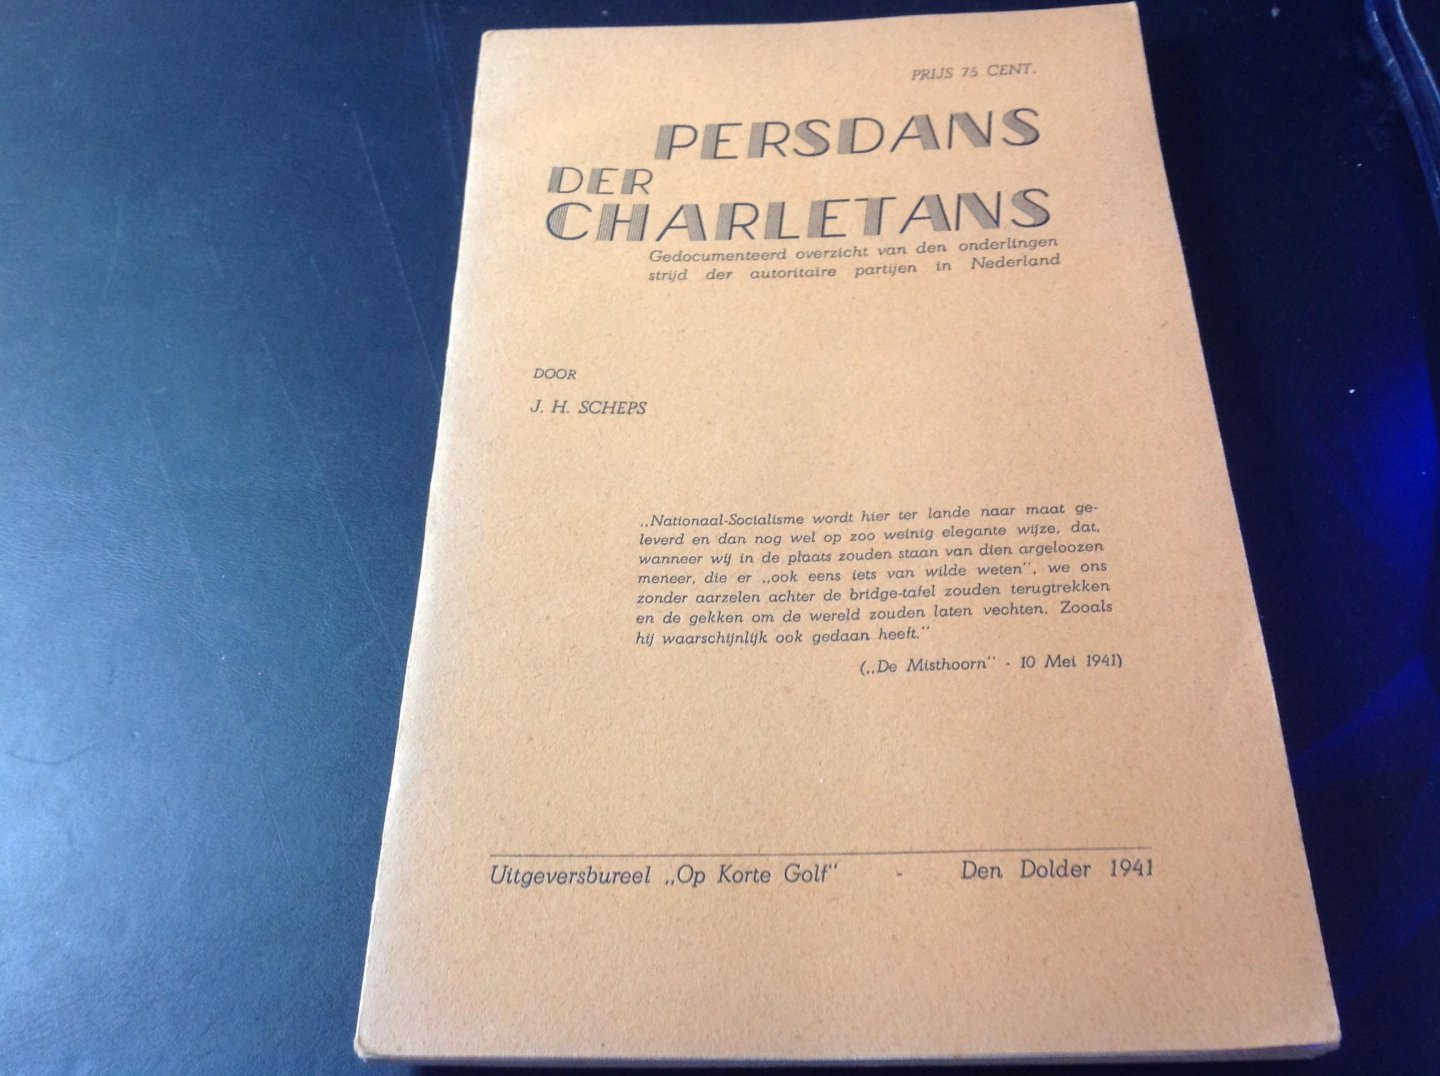 PRIJS 75 CENT.
PERSDANS
DER
CHARLETANS
Gedocumenteerd overzicht van den onderlingen
strijd der autoritaire partijen in Nederland
DOOR
J. H. SCHEPS
„Nationaal-Socialisme wordt hier ter lande naar maat ge-
leverd en dan nog wel op zoo weinig elegante wijze, dat,
wanneer wij in de plaats zouden staan van dien argeloozen
meneer, die er „ook eens iets van wilde weten", we ons
zonder aarzelen achter de bridge-tafel zouden terugtrekken
en de gekken om de wereld zouden laten vechten. Zooals
hij waarschijnlijk ook gedaan heeft."
(„De Misthoorn" - 10 Mei 1941)
Uitgeversbureel „Op Korte Golf" - Den Dolder 1941